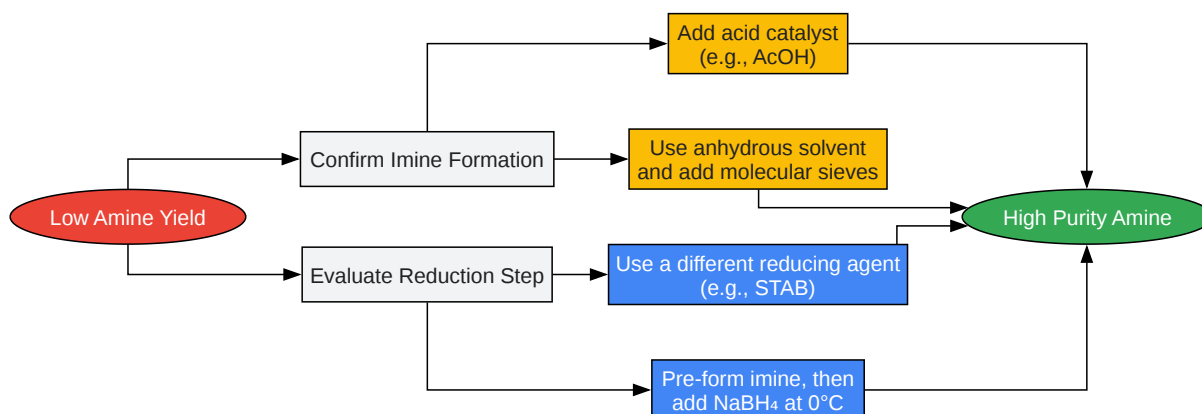 Add acid catalyst
(e.g., AcOH)
Confirm Imine Formation
Use anhydrous solvent
and add molecular sieves
Low Amine Yield
High Purity Amine
Evaluate Reduction Step
Use a different reducing agent
(e.g., STAB)
Pre-form imine, then
add NaBH₄ at 0°C